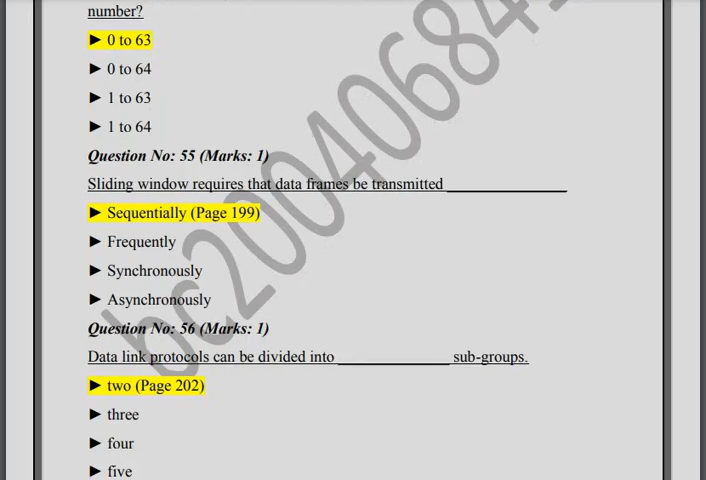 number?
► 0 to 63
► 0 to 64
► 1 to 63
► 1 to 64
Question No: 55 (Marks: 1)
Sliding window requires that data frames be transmitted _______________
► Sequentially (Page 199)
► Frequently
► Synchronously
► Asynchronously
Question No: 56 (Marks: 1)
Data link protocols can be divided into ______________ sub-groups.
► two (Page 202)
► three
► four
► five
bc20040684